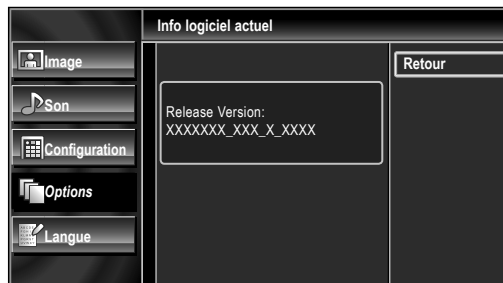 Info logiciel actuel
Image
Son
Configuration
Options
Langue
Release Version:
XXXXXXX_XXX_X_XXXX
Retour